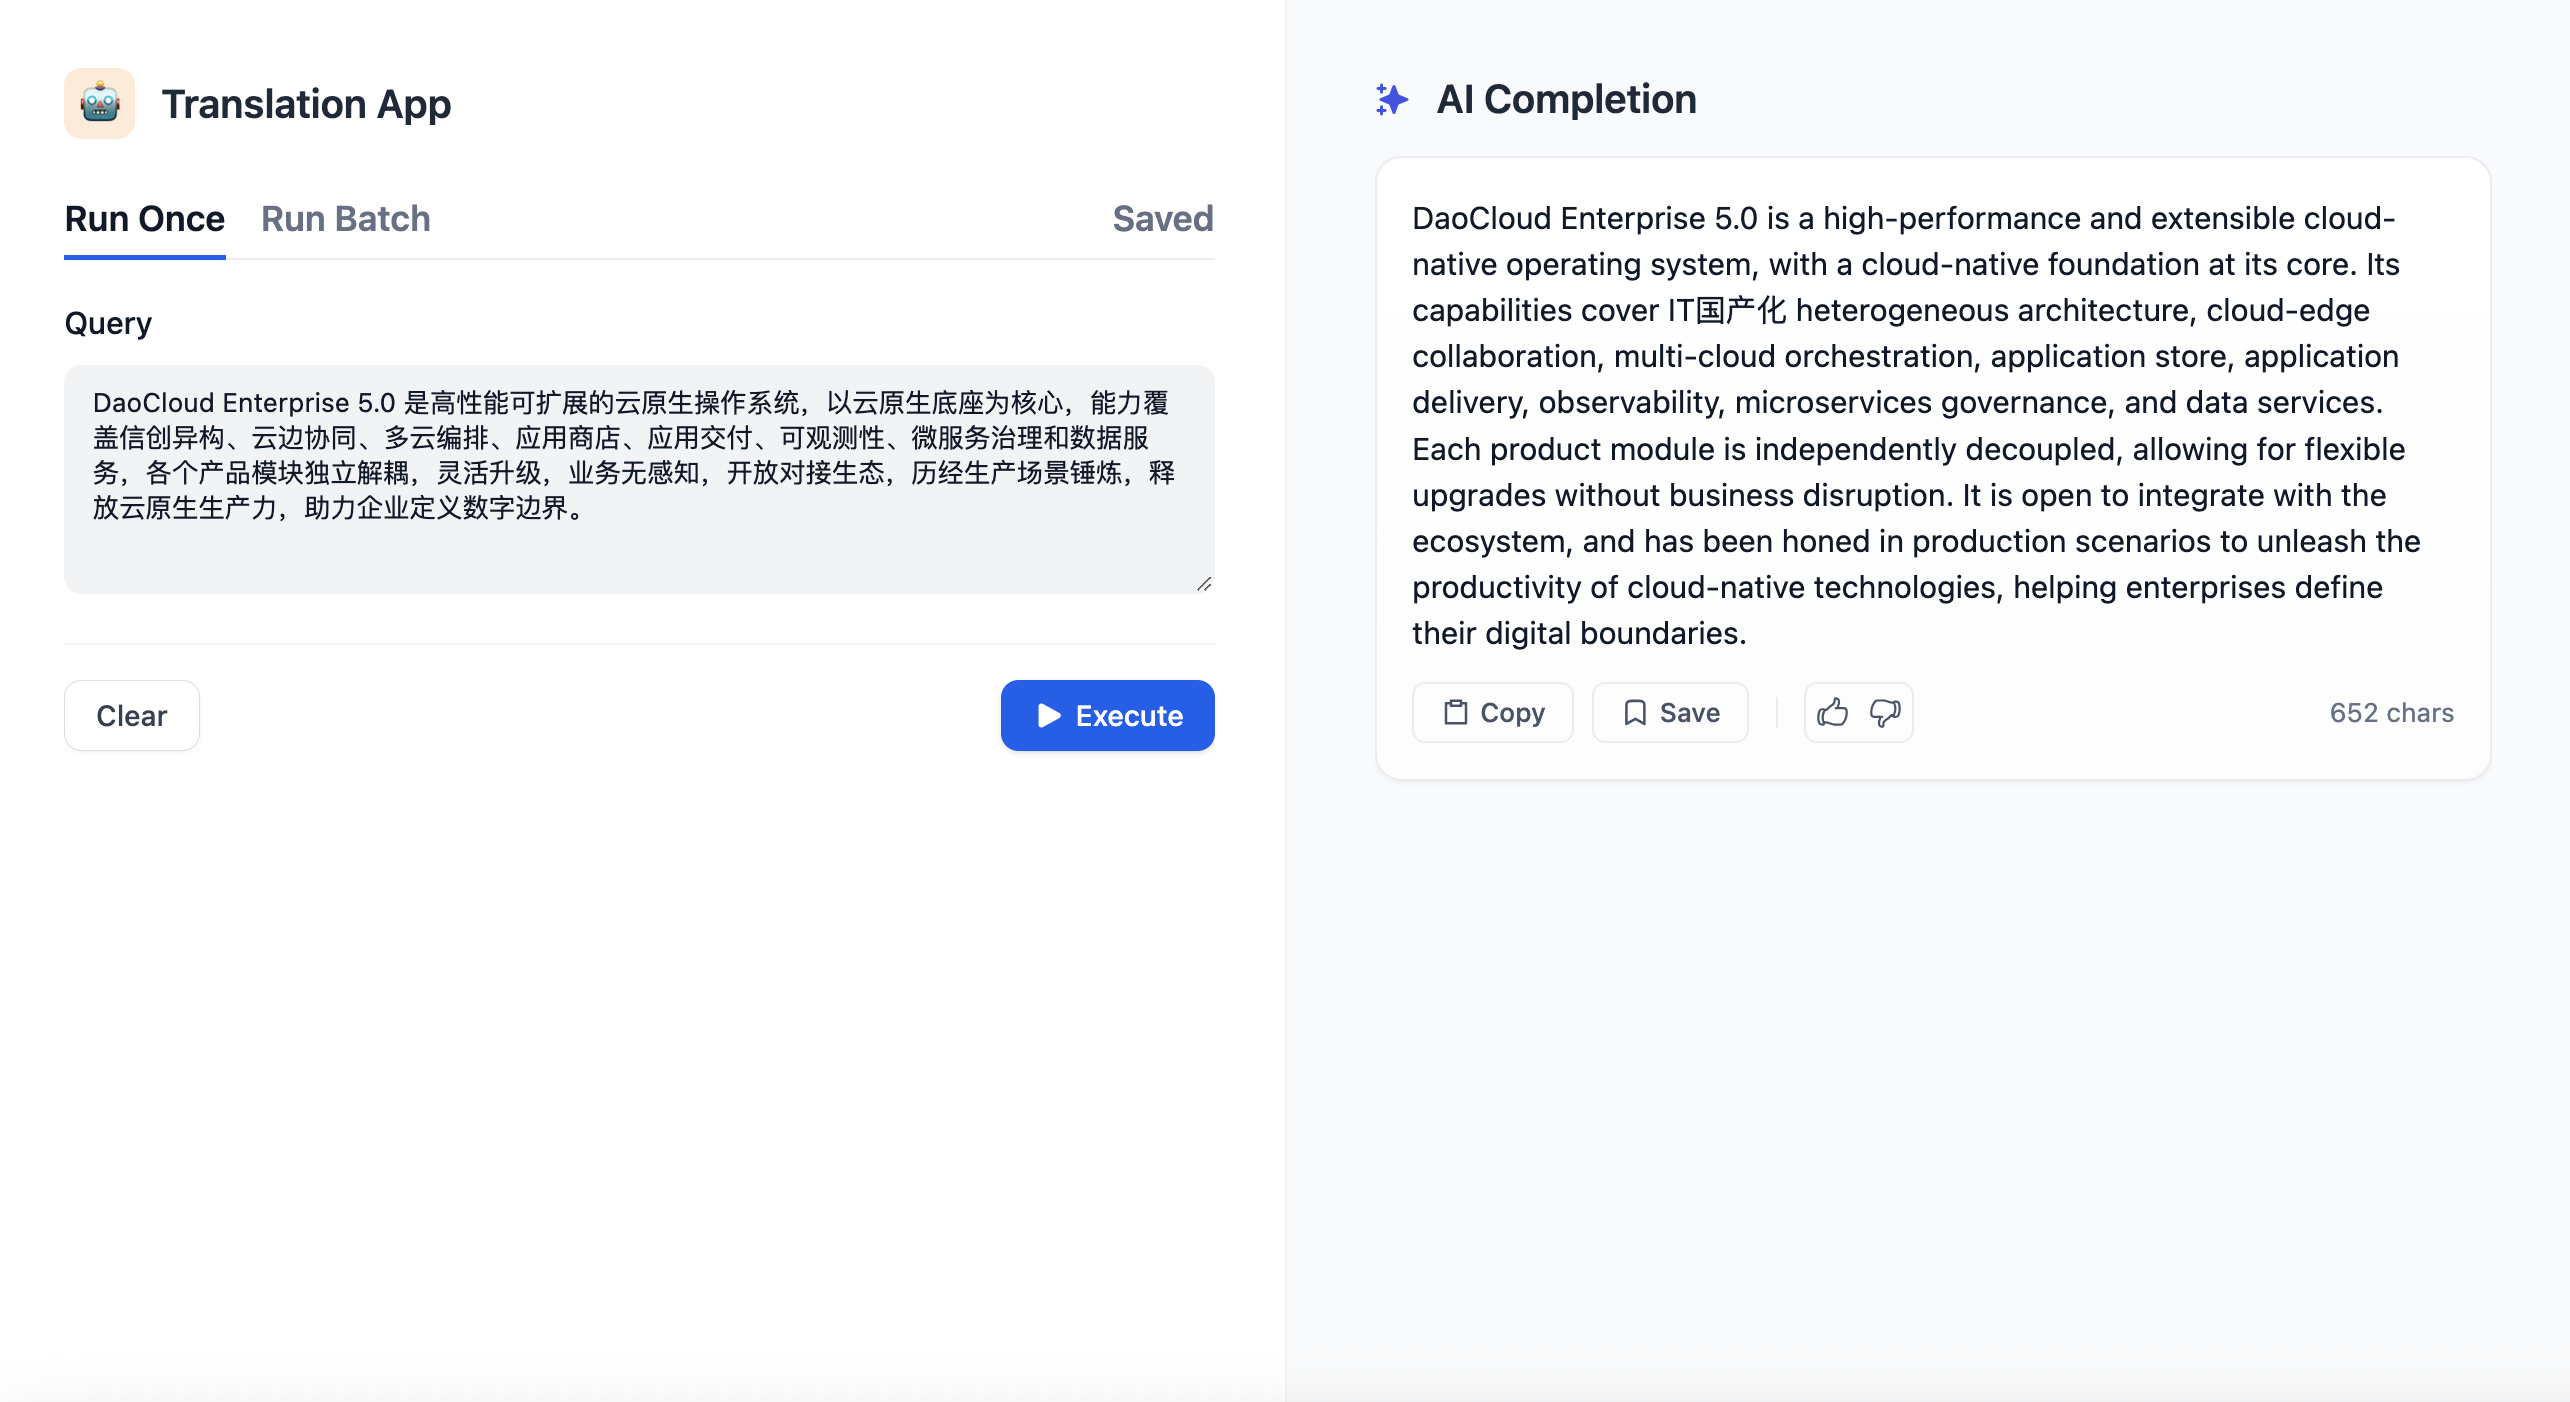 Translation App
Run Once
Run Batch
Saved
Query
DaoCloud Enterprise 5.0 是高性能可扩展的云原生操作系统，以云原生底座为核心，能力覆
盖信创异构、云边协同、多云编排、应用商店、应用交付、可观测性、微服务治理和数据服
务，各个产品模块独立解耦，灵活升级，业务无感知，开放对接生态，历经生产场景锤炼，释
放云原生生产力，助力企业定义数字边界。
Clear
Execute
AI Completion
DaoCloud Enterprise 5.0 is a high-performance and extensible cloud-
native operating system, with a cloud-native foundation at its core. Its
capabilities cover IT国产化 heterogeneous architecture, cloud-edge
collaboration, multi-cloud orchestration, application store, application
delivery, observability, microservices governance, and data services.
Each product module is independently decoupled, allowing for flexible
upgrades without business disruption. It is open to integrate with the
ecosystem, and has been honed in production scenarios to unleash the
productivity of cloud-native technologies, helping enterprises define
their digital boundaries.
Copy
Save
652 chars